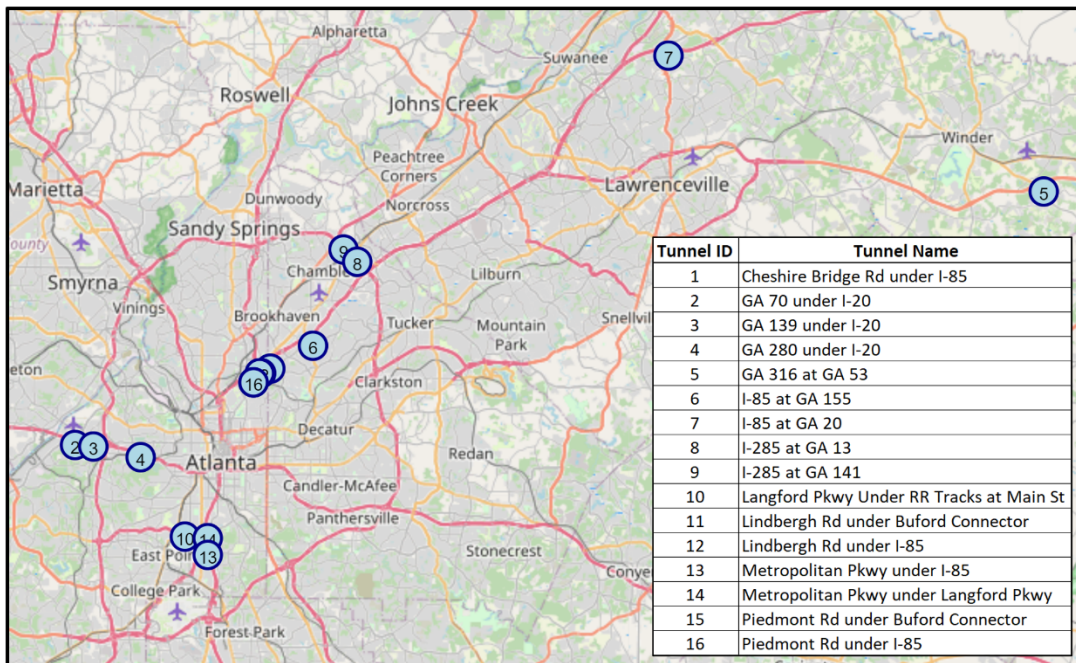 Alpharetta
Suwanee
7
Roswell
Johns Creek
Winder
Peachtree
Corners
Marietta
Lawrenceville
5
Dunwoody
Norcross
Sandy Springs
County
9
8
Smyrna
Lilburn
Vinings
Brookhaven
Tucker
Mountain
Park
6
16
Clarkston
Decatur
2
3
4
Atlanta
Redan
Candler-McAfee
Panthersville
10
14
13
Stonecrest
College Park
Forest Park
Tunnel ID Tunnel Name
1 Cheshire Bridge Rd under I-85
2 GA 70 under I-20
3 GA 139 under I-20
4 GA 280 under I-20
5 GA 316 at GA 53
6 I-85 at GA 155
7 I-85 at GA 20
8 I-285 at GA 13
9 I-285 at GA 141
10 Langford Pkwy Under RR Tracks at Main St
11 Lindbergh Rd under Buford Connector
12 Lindbergh Rd under I-85
13 Metropolitan Pkwy under I-85
14 Metropolitan Pkwy under Langford Pkwy
15 Piedmont Rd under Buford Connector
16 Piedmont Rd under I-85